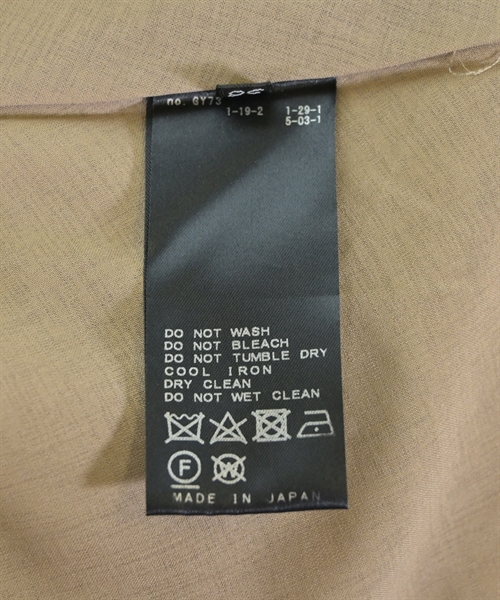 no. GY73
1-19-2 1-29-1
5-03-1
DO NOT WASH
DO NOT BLEACH
DO NOT TUMBLE DRY
COOL IRON
DRY CLEAN
DO NOT WET CLEAN
F W
MADE IN JAPAN